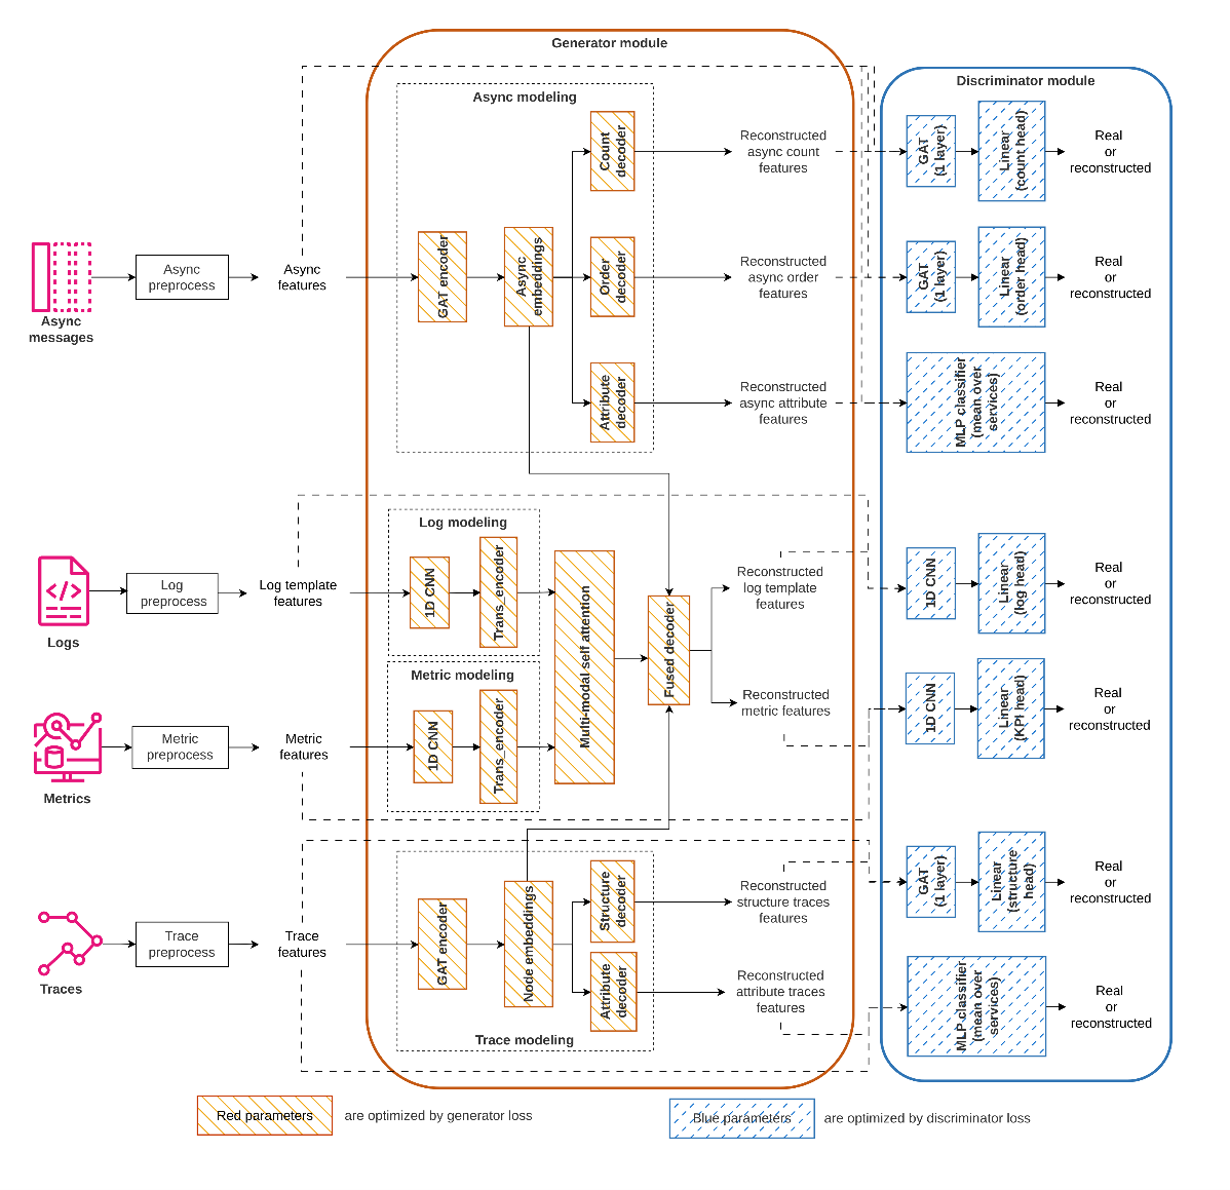 Generator module
Discriminator module
Async modeling
Count
decoder
Reconstructed
async count
features
GAT
(1 layer)
Linear
(count head)
Real
or
reconstructed
Async
messages
Async
preprocess
Async
features
GAT encoder
Async
embeddings
Order
decoder
Reconstructed
async order
features
GAT
(1 layer)
Linear
(order head)
Real
or
reconstructed
Attribute
decoder
Reconstructed
async attribute
features
MLP classifier
(mean over
services)
Real
or
reconstructed
Log modeling
Logs
Log
preprocess
Log template
features
1D CNN
Trans_encoder
Multi-modal self attention
Fused decoder
Reconstructed
log template
features
1D CNN
Linear
(log head)
Real
or
reconstructed
Metric modeling
Metrics
Metric
preprocess
Metric
features
1D CNN
Trans_encoder
Reconstructed
metric features
1D CNN
Linear
(KPI head)
Real
or
reconstructed
Traces
Trace
preprocess
Trace
features
GAT encoder
Node embeddings
Structure
decoder
Reconstructed
structure traces
features
GAT
(1 layer)
Linear
(structure
head)
Real
or
reconstructed
Attribute
decoder
Reconstructed
attribute traces
features
MLP classifier
(mean over
services)
Real
or
reconstructed
Trace modeling
Red parameters
are optimized by generator loss
Blue parameters
are optimized by discriminator loss